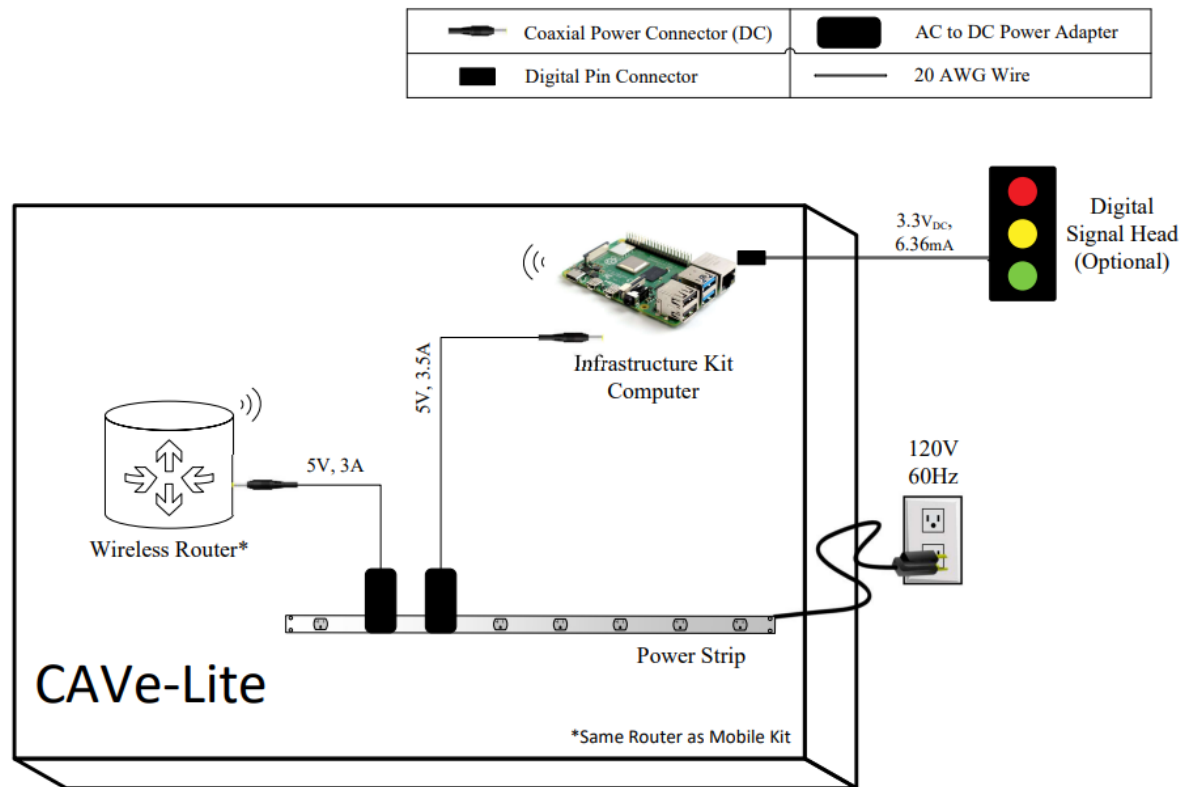 Coaxial Power Connector (DC)
AC to DC Power Adapter
Digital Pin Connector
20 AWG Wire
3.3VDC,
6.36mA
Digital
Signal Head
(Optional)
5V, 3.5A
Infrastructure Kit
Computer
5V, 3A
Wireless Router*
120V
60Hz
Power Strip
CAVe-Lite
*Same Router as Mobile Kit